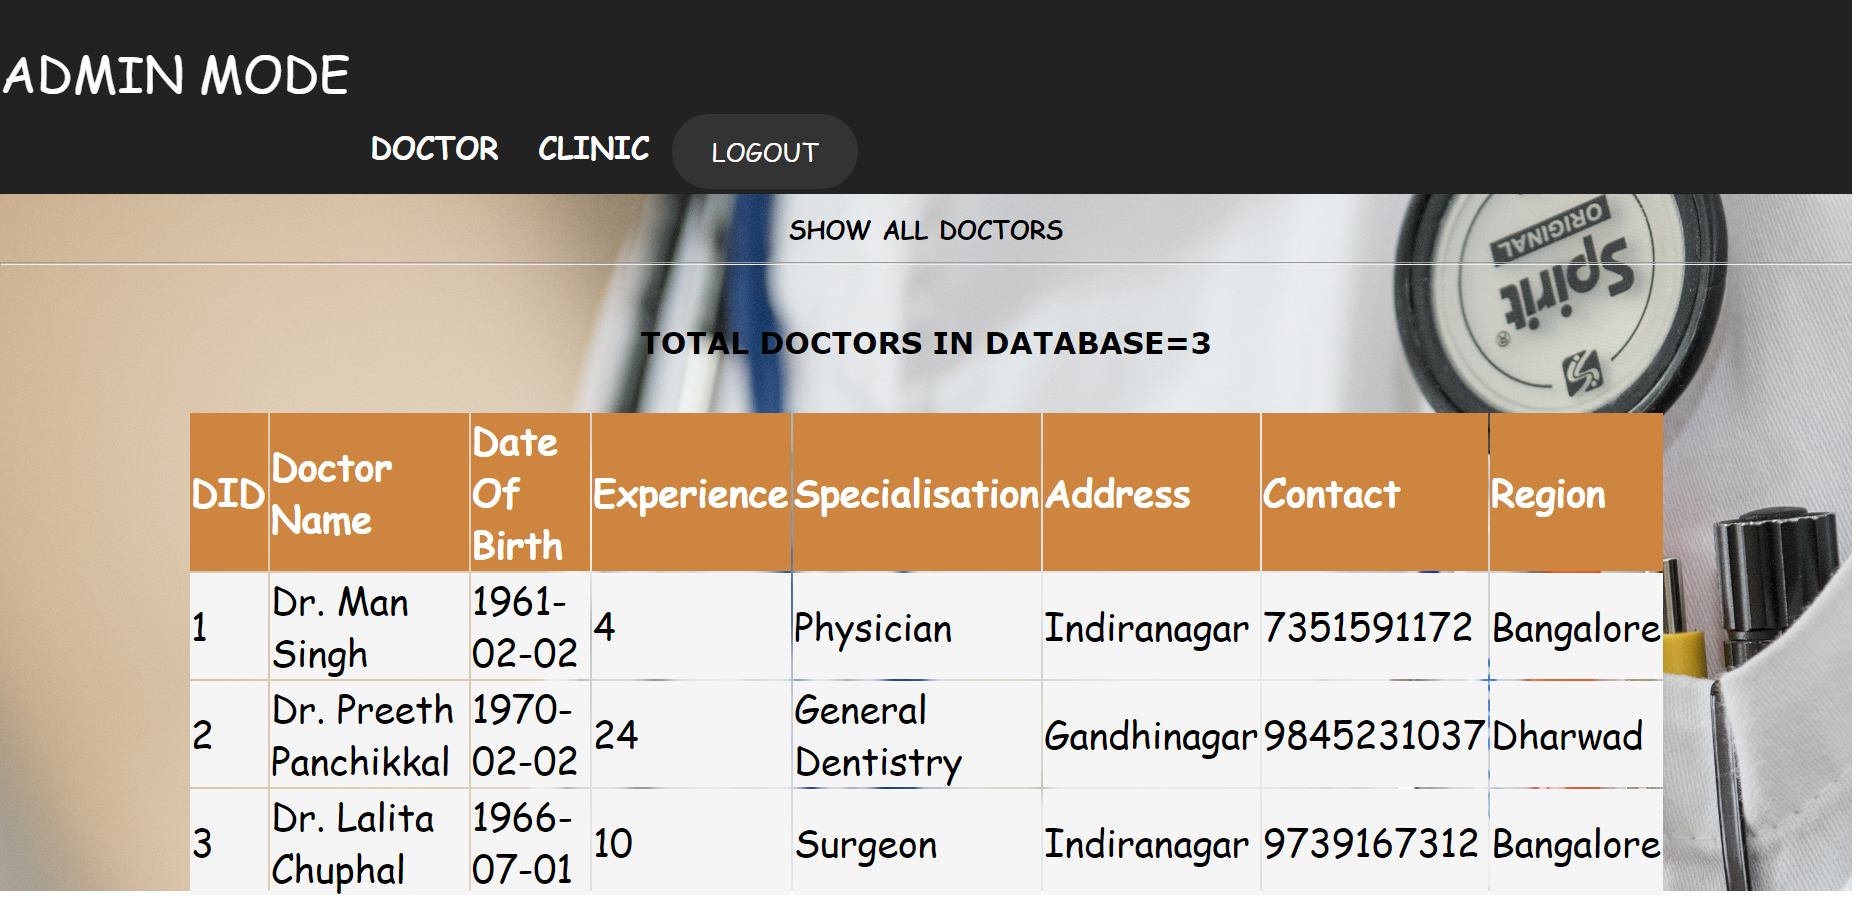 ADMIN MODE
DOCTOR CLINIC LOGOUT
SHOW ALL DOCTORS
ORIGINAL
Spirit
®
TOTAL DOCTORS IN DATABASE=3
DID Doctor Name Date Of Birth Experience Specialisation Address Contact Region
1 Dr. Man Singh 1961-02-02 4 Physician Indiranagar 7351591172 Bangalore
2 Dr. Preeth Panchikkal 1970-02-02 24 General Dentistry Gandhinagar 9845231037 Dharwad
3 Dr. Lalita Chuphal 1966-07-01 10 Surgeon Indiranagar 9739167312 Bangalore